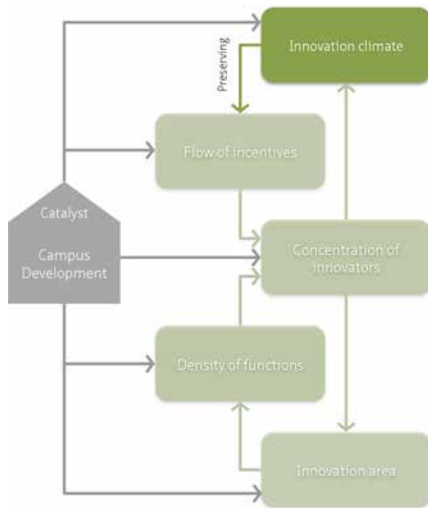 Innovation climate
Preserving
Flow of incentives
Catalyst
Campus
Development
Concentration of
innovators
Density of functions
Innovation area